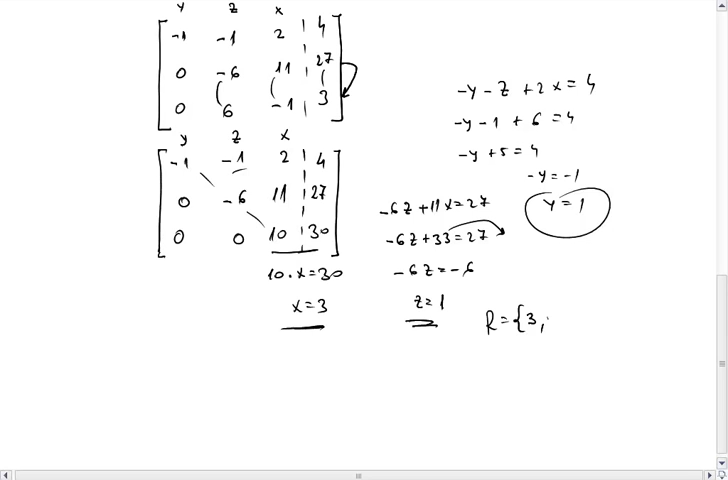 y z x
-1 -1 2 | 4
0 -6 11 | 27
0 6 -1 | 3
y z x
-1 -1 2 | 4
0 -6 11 | 27
0 0 10 | 30
10.x=30
x=3
-6z+11x=27
-6z+33=27
-6z=-6
z=1
-y-z+2x=4
-y-1+6=4
-y+5=4
-y=-1
y=1
R={3,